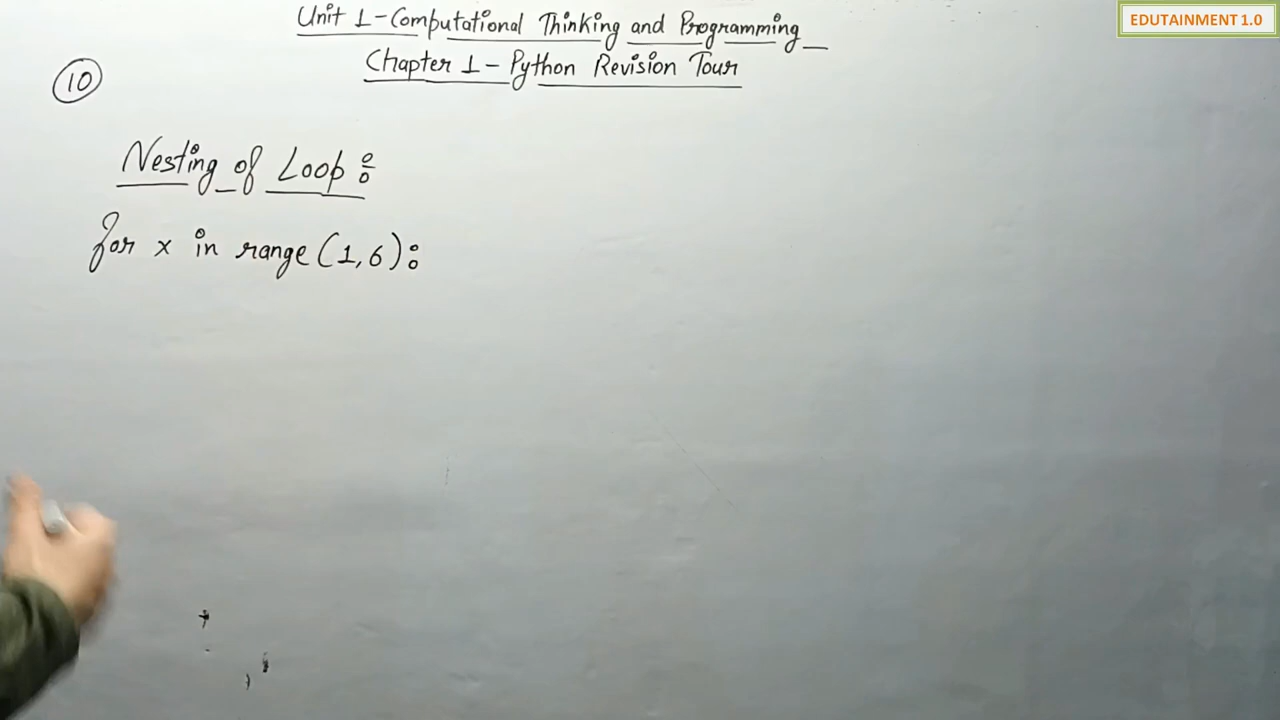 EDUTAINMENT 1.0
Unit 1-Computational Thinking and Programming
Chapter 1- Python Revision Tour
10
Nesting of Loop:
for x in range(1,6):